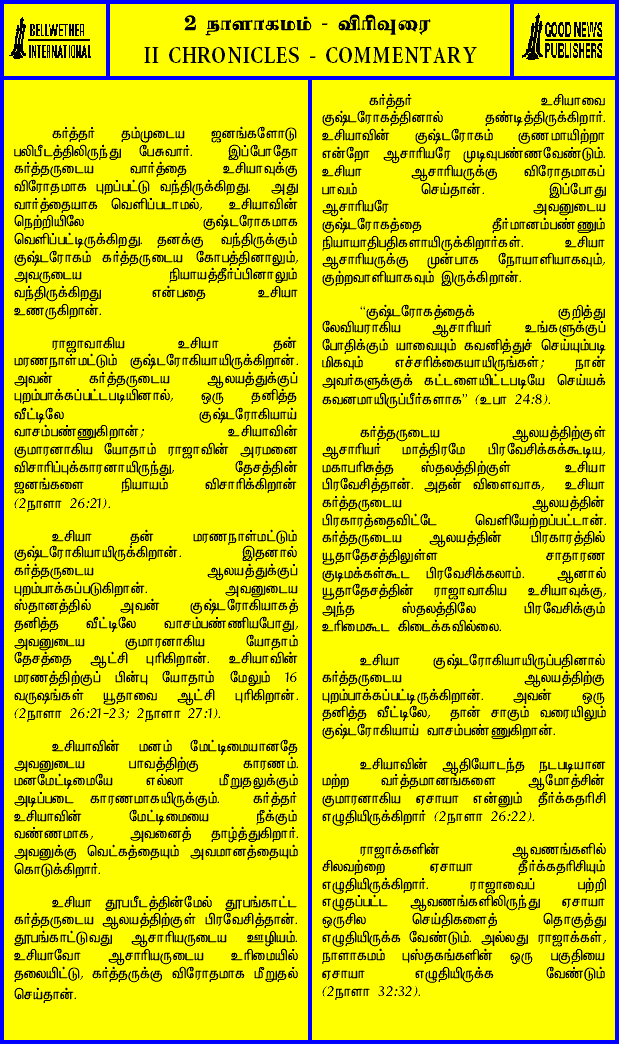 BELLWETHER
INTERNATIONAL
2 நாளாகமம் - விரிவுரை
II CHRONICLES - COMMENTARY
GOOD NEWS
PUBLISHERS
கர்த்தர் தம்முடைய ஜனங்களோடு
பலிபீடத்திலிருந்து பேசுவார். இப்போதோ
கர்த்தருடைய வார்த்தை உசியாவுக்கு
விரோதமாக புறப்பட்டு வந்திருக்கிறது. அது
வார்த்தையாக வெளிப்படாமல், உசியாவின்
நெற்றியிலே குஷ்டரோகமாக
வெளிப்பட்டிருக்கிறது. தனக்கு வந்திருக்கும்
குஷ்டரோகம் கர்த்தருடைய கோபத்தினாலும்,
அவருடைய நியாயத்தீர்ப்பினாலும்
வந்திருக்கிறது என்பதை உசியா
உணருகிறான்.
ராஜாவாகிய உசியா தன்
மரணநாள்மட்டும் குஷ்டரோகியாயிருக்கிறான்.
அவன் கர்த்தருடைய ஆலயத்துக்குப்
புறம்பாக்கப்பட்டபடியினால், ஒரு தனித்த
வீட்டிலே குஷ்டரோகியாய்
வாசம்பண்ணுகிறான்; உசியாவின்
குமாரனாகிய யோதாம் ராஜாவின் அரமனை
விசாரிப்புக்காரனாயிருந்து, தேசத்தின்
ஜனங்களை நியாயம் விசாரிக்கிறான்
(2நாளா 26:21).
உசியா தன் மரணநாள்மட்டும்
குஷ்டரோகியாயிருக்கிறான். இதனால்
கர்த்தருடைய ஆலயத்துக்குப்
புறம்பாக்கப்படுகிறான். அவனுடைய
ஸ்தானத்தில் அவன் குஷ்டரோகியாகத்
தனித்த வீட்டிலே வாசம்பண்ணியபோது,
அவனுடைய குமாரனாகிய யோதாம்
தேசத்தை ஆட்சி புரிகிறான். உசியாவின்
மரணத்திற்குப் பின்பு யோதாம் மேலும் 16
வருஷங்கள் யூதாவை ஆட்சி புரிகிறான்.
(2நாளா 26:21-23; 2நாளா 27:1).
உசியாவின் மனம் மேட்டிமையானதே
அவனுடைய பாவத்திற்கு காரணம்.
மனமேட்டிமையே எல்லா மீறுதலுக்கும்
அடிப்படை காரணமாகயிருக்கும். கர்த்தர்
உசியாவின் மேட்டிமையை நீக்கும்
வண்ணமாக, அவனைத் தாழ்த்துகிறார்.
அவனுக்கு வெட்கத்தையும் அவமானத்தையும்
கொடுக்கிறார்.
உசியா தூபபீடத்தின்மேல் தூபங்காட்ட
கர்த்தருடைய ஆலயத்திற்குள் பிரவேசித்தான்.
தூபங்காட்டுவது ஆசாரியருடைய ஊழியம்.
உசியாவோ ஆசாரியருடைய உரிமையில்
தலையிட்டு, கர்த்தருக்கு விரோதமாக மீறுதல்
செய்தான்.
கர்த்தர் உசியாவை
குஷ்டரோகத்தினால் தண்டித்திருக்கிறார்.
உசியாவின் குஷ்டரோகம் குணமாயிற்றா
என்றோ ஆசாரியரே முடிவுபண்ணவேண்டும்.
உசியா ஆசாரியருக்கு விரோதமாகப்
பாவம் செய்தான். இப்போது
ஆசாரியரே அவனுடைய
குஷ்டரோகத்தை தீர்மானம்பண்ணும்
நியாயாதிபதிகளாயிருக்கிறார்கள். உசியா
ஆசாரியருக்கு முன்பாக நோயாளியாகவும்,
குற்றவாளியாகவும் இருக்கிறான்.
“குஷ்டரோகத்தைக் குறித்து
லேவியராகிய ஆசாரியர் உங்களுக்குப்
போதிக்கும் யாவையும் கவனித்துச் செய்யும்படி
மிகவும் எச்சரிக்கையாயிருங்கள்; நான்
அவர்களுக்குக் கட்டளையிட்டபடியே செய்யக்
கவனமாயிருப்பீர்களாக” (உபா 24:8).
கர்த்தருடைய ஆலயத்திற்குள்
ஆசாரியர் மாத்திரமே பிரவேசிக்கக்கூடிய,
மகாபரிசுத்த ஸ்தலத்திற்குள் உசியா
பிரவேசித்தான். அதன் விளைவாக, உசியா
கர்த்தருடைய ஆலயத்தின்
பிரகாரத்தைவிட்டே வெளியேற்றப்பட்டான்.
கர்த்தருடைய ஆலயத்தின் பிரகாரத்தில்
யூதாதேசத்திலுள்ள சாதாரண
குடிமக்கள்கூட பிரவேசிக்கலாம். ஆனால்
யூதாதேசத்தின் ராஜாவாகிய உசியாவுக்கு,
அந்த ஸ்தலத்திலே பிரவேசிக்கும்
உரிமைகூட கிடைக்கவில்லை.
உசியா குஷ்டரோகியாயிருப்பதினால்
கர்த்தருடைய ஆலயத்திற்கு
புறம்பாக்கப்பட்டிருக்கிறான். அவன் ஒரு
தனித்த வீட்டிலே, தான் சாகும் வரையிலும்
குஷ்டரோகியாய் வாசம்பண்ணுகிறான்.
உசியாவின் ஆதியோடந்த நடபடியான
மற்ற வர்த்தமானங்களை ஆமோத்சின்
குமாரனாகிய ஏசாயா என்னும் தீர்க்கதரிசி
எழுதியிருக்கிறார் (2நாளா 26:22).
ராஜாக்களின் ஆவணங்களில்
சிலவற்றை ஏசாயா தீர்க்கதரிசியும்
எழுதியிருக்கிறார். ராஜாவைப் பற்றி
எழுதப்பட்ட ஆவணங்களிலிருந்து ஏசாயா
ஒருசில செய்திகளைத் தொகுத்து
எழுதியிருக்க வேண்டும். அல்லது ராஜாக்கள்,
நாளாகமம் புஸ்தகங்களின் ஒரு பகுதியை
ஏசாயா எழுதியிருக்க வேண்டும்
(2நாளா 32:32).